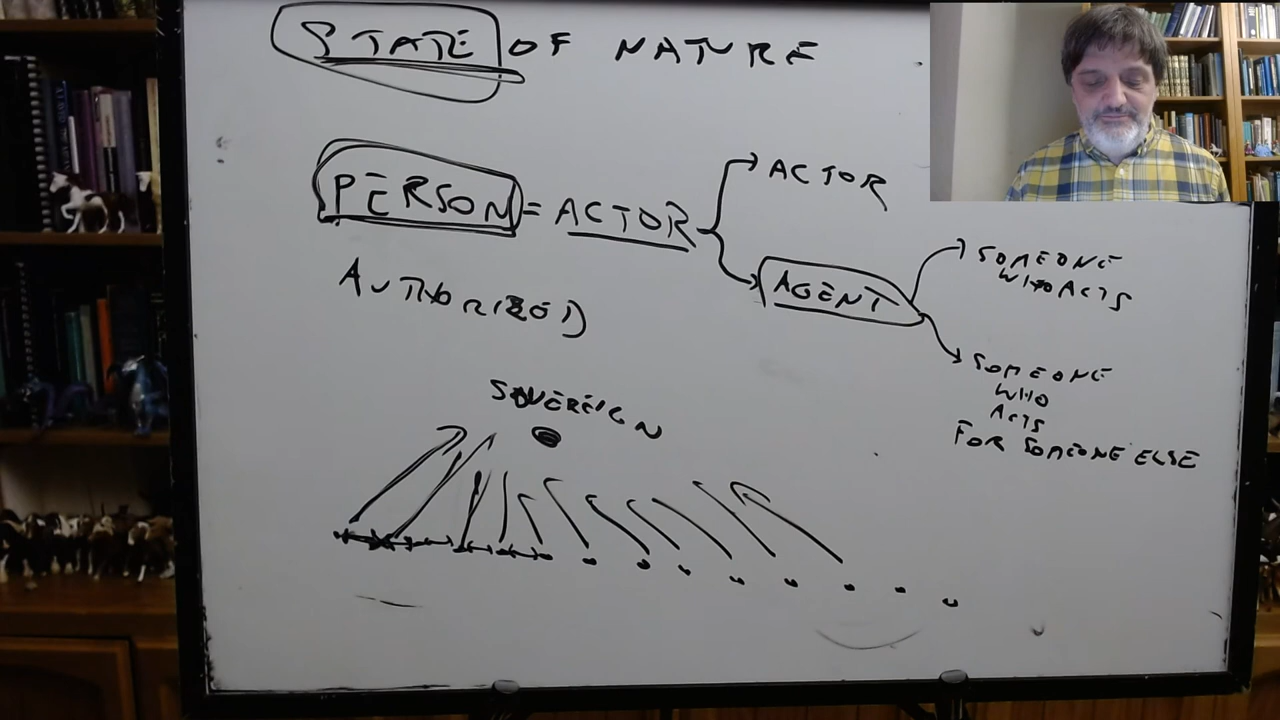 STATE OF NATURE
PERSON = ACTOR
ACTOR
AGENT
SOMEONE
WHO ACTS
SOMEONE
WHO
ACTS
FOR SOMEONE ELSE
AUTHORIZED
SOVEREIGN